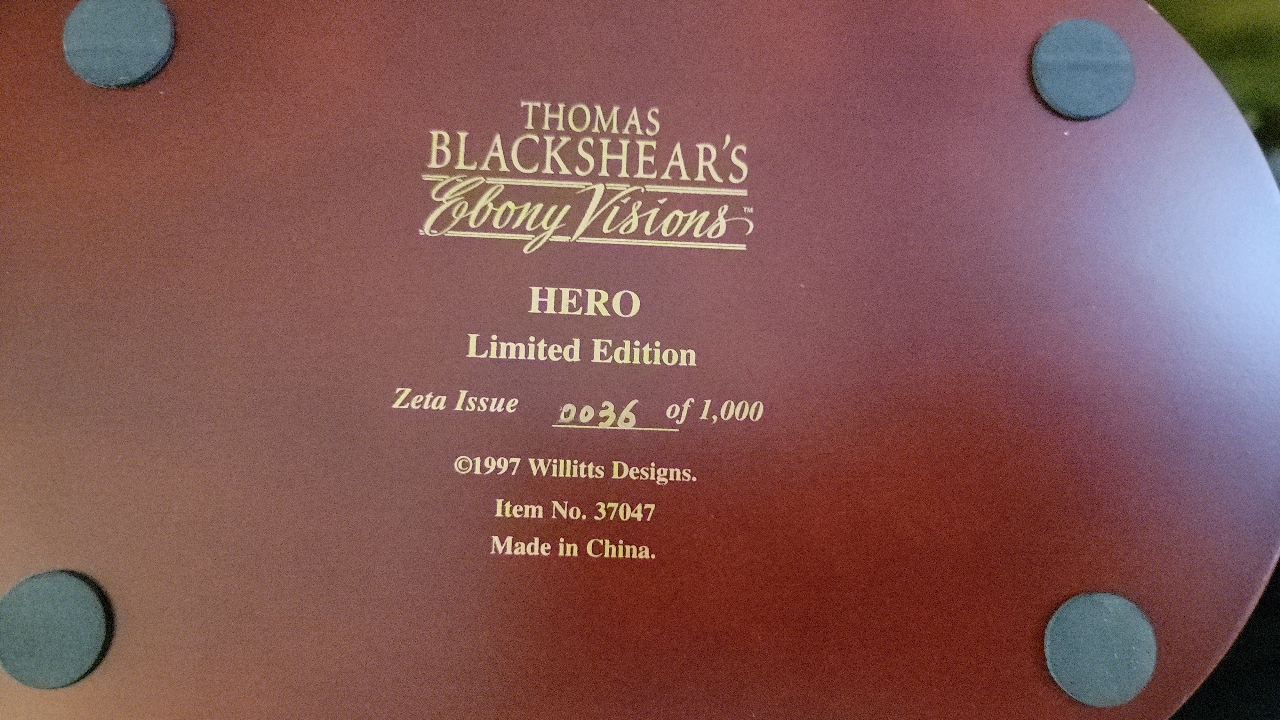 THOMAS
BLACKSHEAR'S
Ebony Visions™
HERO
Limited Edition
Zeta Issue 0036 of 1,000
©1997 Willitts Designs.
Item No. 37047
Made in China.